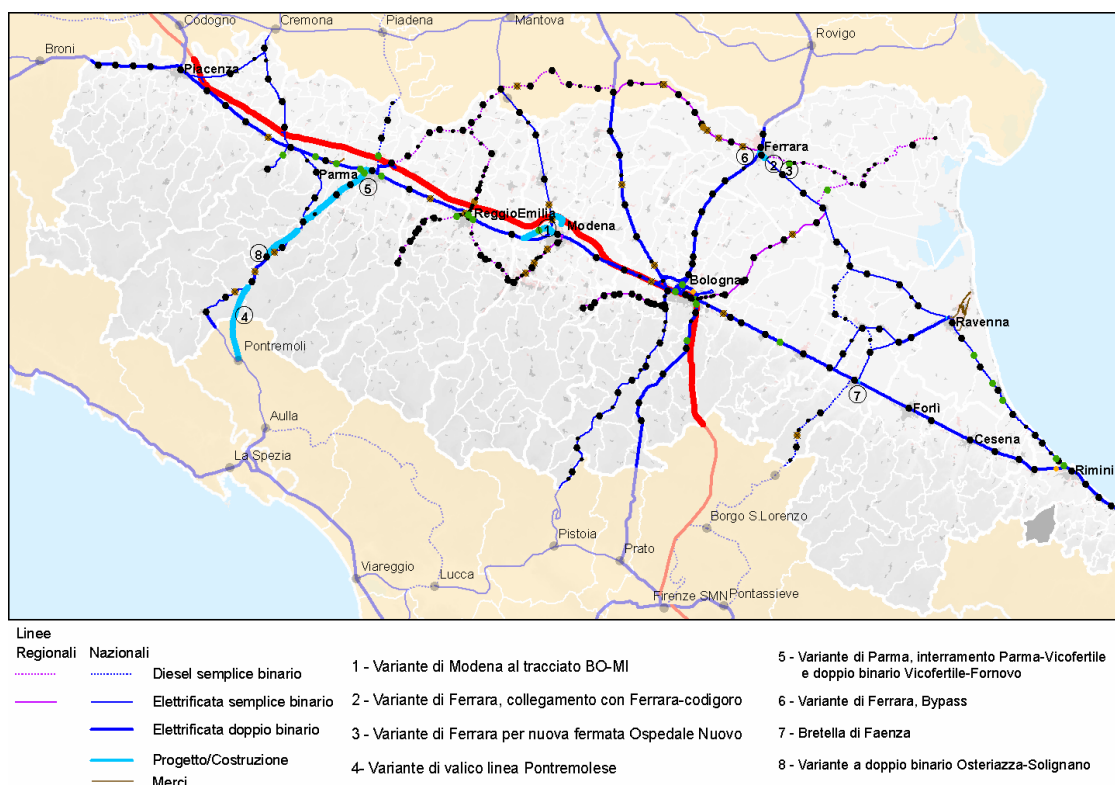 Codogno
Cremona
Piadena
Mantova
Rovigo
Broni
Piacenza
Ferrara
6
2
3
Parma
5
ReggioEmilia
1
Modena
8
Bologna
4
Ravenna
Pontremoli
7
Forlì
Aulla
Cesena
La Spezia
Rimini
Borgo S.Lorenzo
Pistoia
Prato
Viareggio
Lucca
Firenze SMN
Pontassieve
Linee
Regionali Nazionali
Diesel semplice binario
Elettrificata semplice binario
Elettrificata doppio binario
Progetto/Costruzione
Merci
1 - Variante di Modena al tracciato BO-MI
2 - Variante di Ferrara, collegamento con Ferrara-codigoro
3 - Variante di Ferrara per nuova fermata Ospedale Nuovo
4- Variante di valico linea Pontremolese
5 - Variante di Parma, interramento Parma-Vicofertile
e doppio binario Vicofertile-Fornovo
6 - Variante di Ferrara, Bypass
7 - Bretella di Faenza
8 - Variante a doppio binario Osteriazza-Solignano